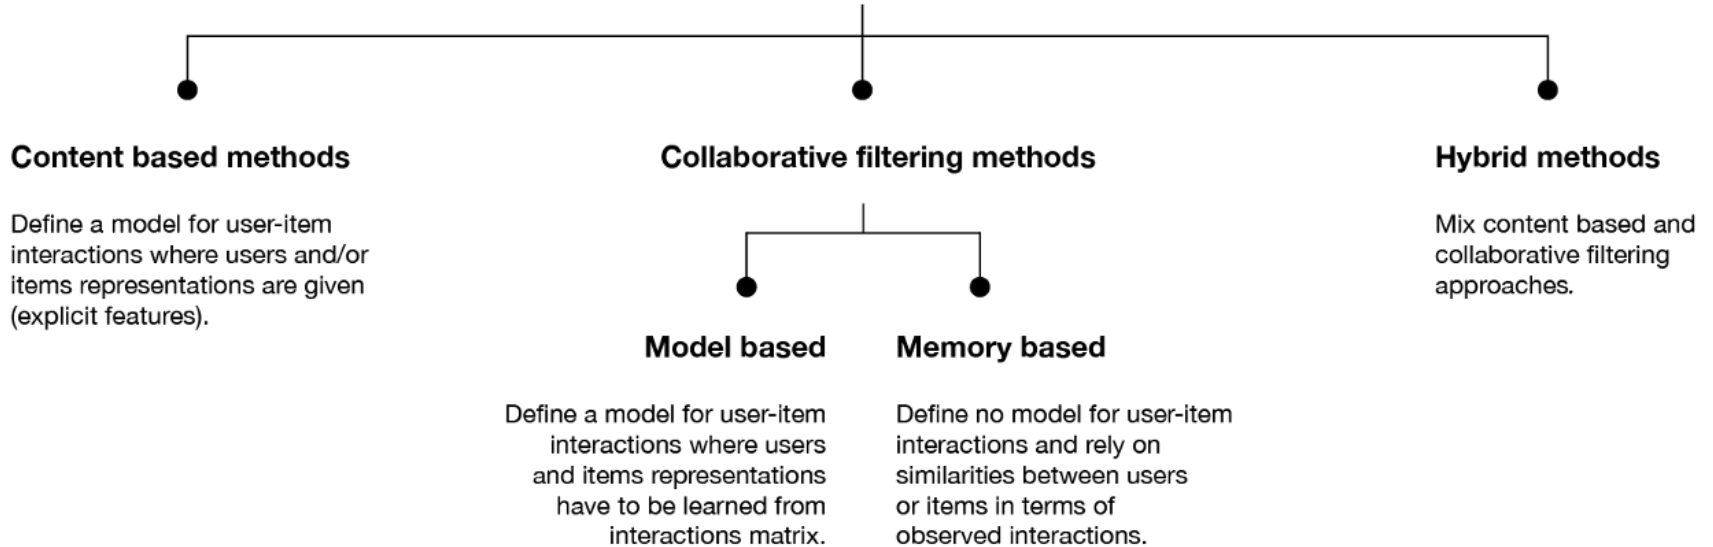 Content based methods
Define a model for user-item
interactions where users and/or
items representations are given
(explicit features).
Collaborative filtering methods
Model based
Define a model for user-item
interactions where users
and items representations
have to be learned from
interactions matrix.
Memory based
Define no model for user-item
interactions and rely on
similarities between users
or items in terms of
observed interactions.
Hybrid methods
Mix content based and
collaborative filtering
approaches.